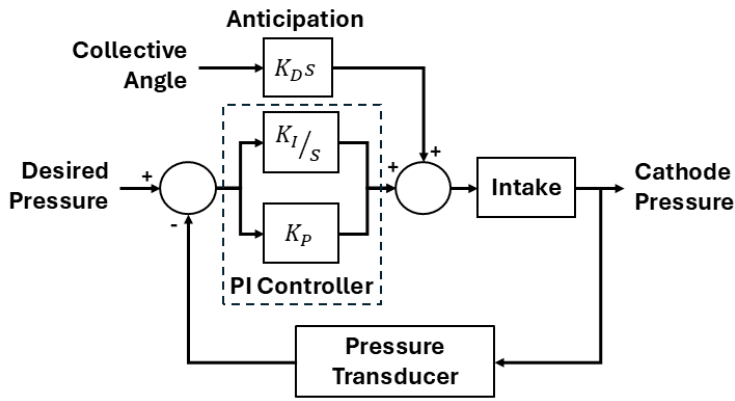 Anticipation
Collective
Angle
K_D s
K_I/s
Desired
Pressure
+
-
+
+
Intake
Cathode
Pressure
K_P
PI Controller
Pressure
Transducer